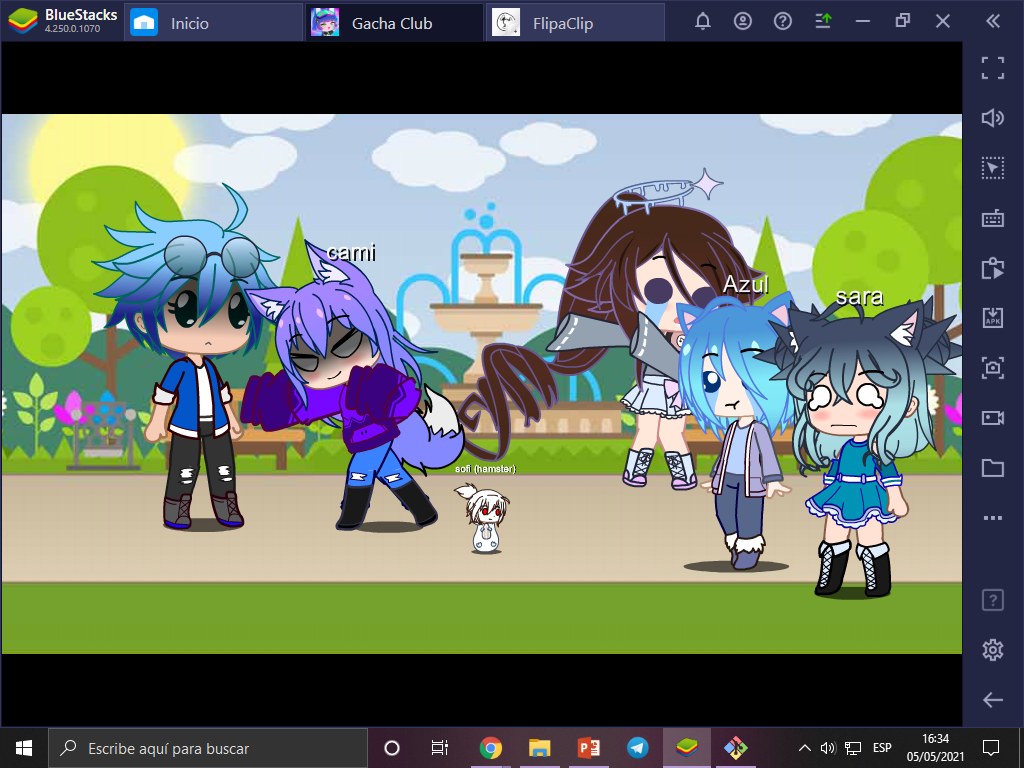 BlueStacks
4.250.0.1070
Inicio
Gacha Club
FlipaClip
cami
Azul
sara
sofi (hamster)
APK
Escribe aquí para buscar
ESP
16:34
05/05/2021